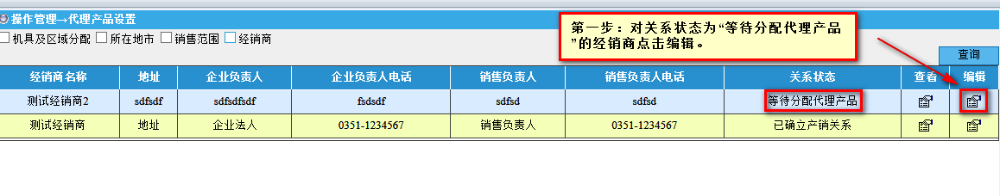 操作管理→代理产品设置
机具及区域分配 所在地市 销售范围 经销商
第一步：对关系状态为“等待分配代理产品
”的经销商点击编辑。
查询
经销商名称 地址 企业负责人 企业负责人电话 销售负责人 销售负责人电话 关系状态 查看 编辑
测试经销商2 sdfsdf sdfsdfsdf fsdsdf sdfsd sdfsd 等待分配代理产品
测试经销商 地址 企业法人 0351-1234567 销售负责人 0351-1234567 已确立产销关系